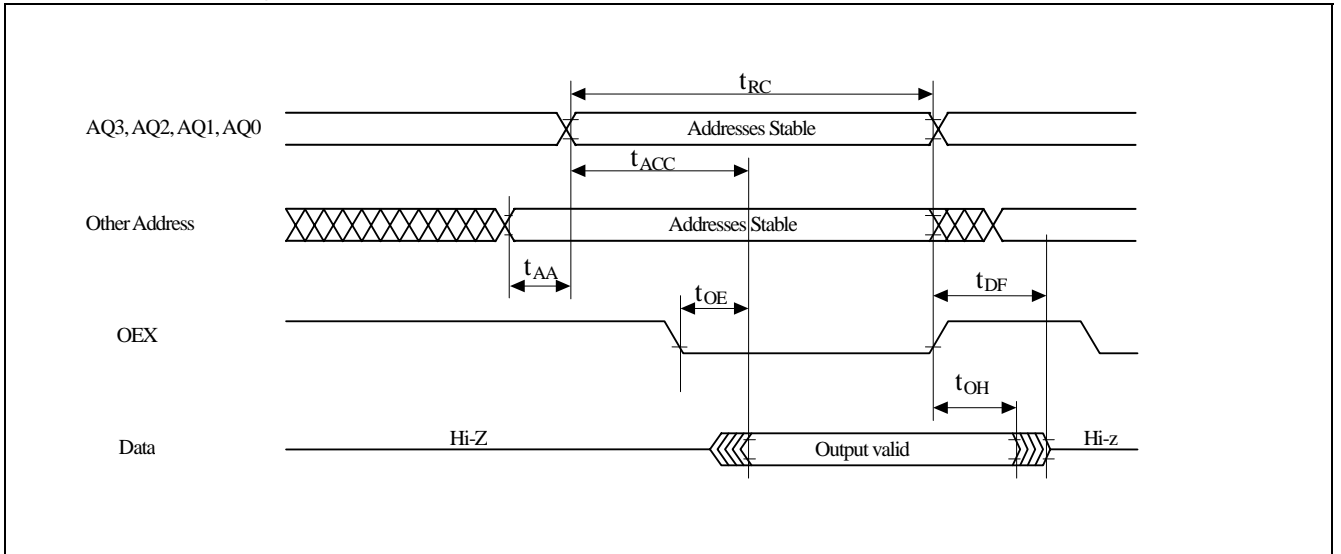 tRC
AQ3, AQ2, AQ1, AQ0
Addresses Stable
tACC
Other Address
Addresses Stable
tAA
tOE
tDF
OEX
tOH
Data
Hi-Z
Output valid
Hi-z